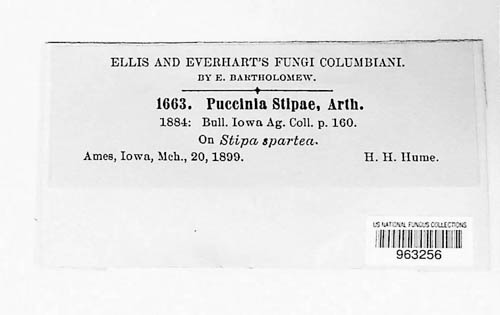 ELLIS AND EVERHART'S FUNGI COLUMBIANI.
BY E. BARTHOLOMEW.
1663. Puccinia Stipae, Arth.
1884: Bull. Iowa Ag. Coll. p. 160.
On Stipa spartea.
Ames, Iowa, Mch., 20, 1899. H. H. Hume.
US NATIONAL FUNGUS COLLECTIONS
963256